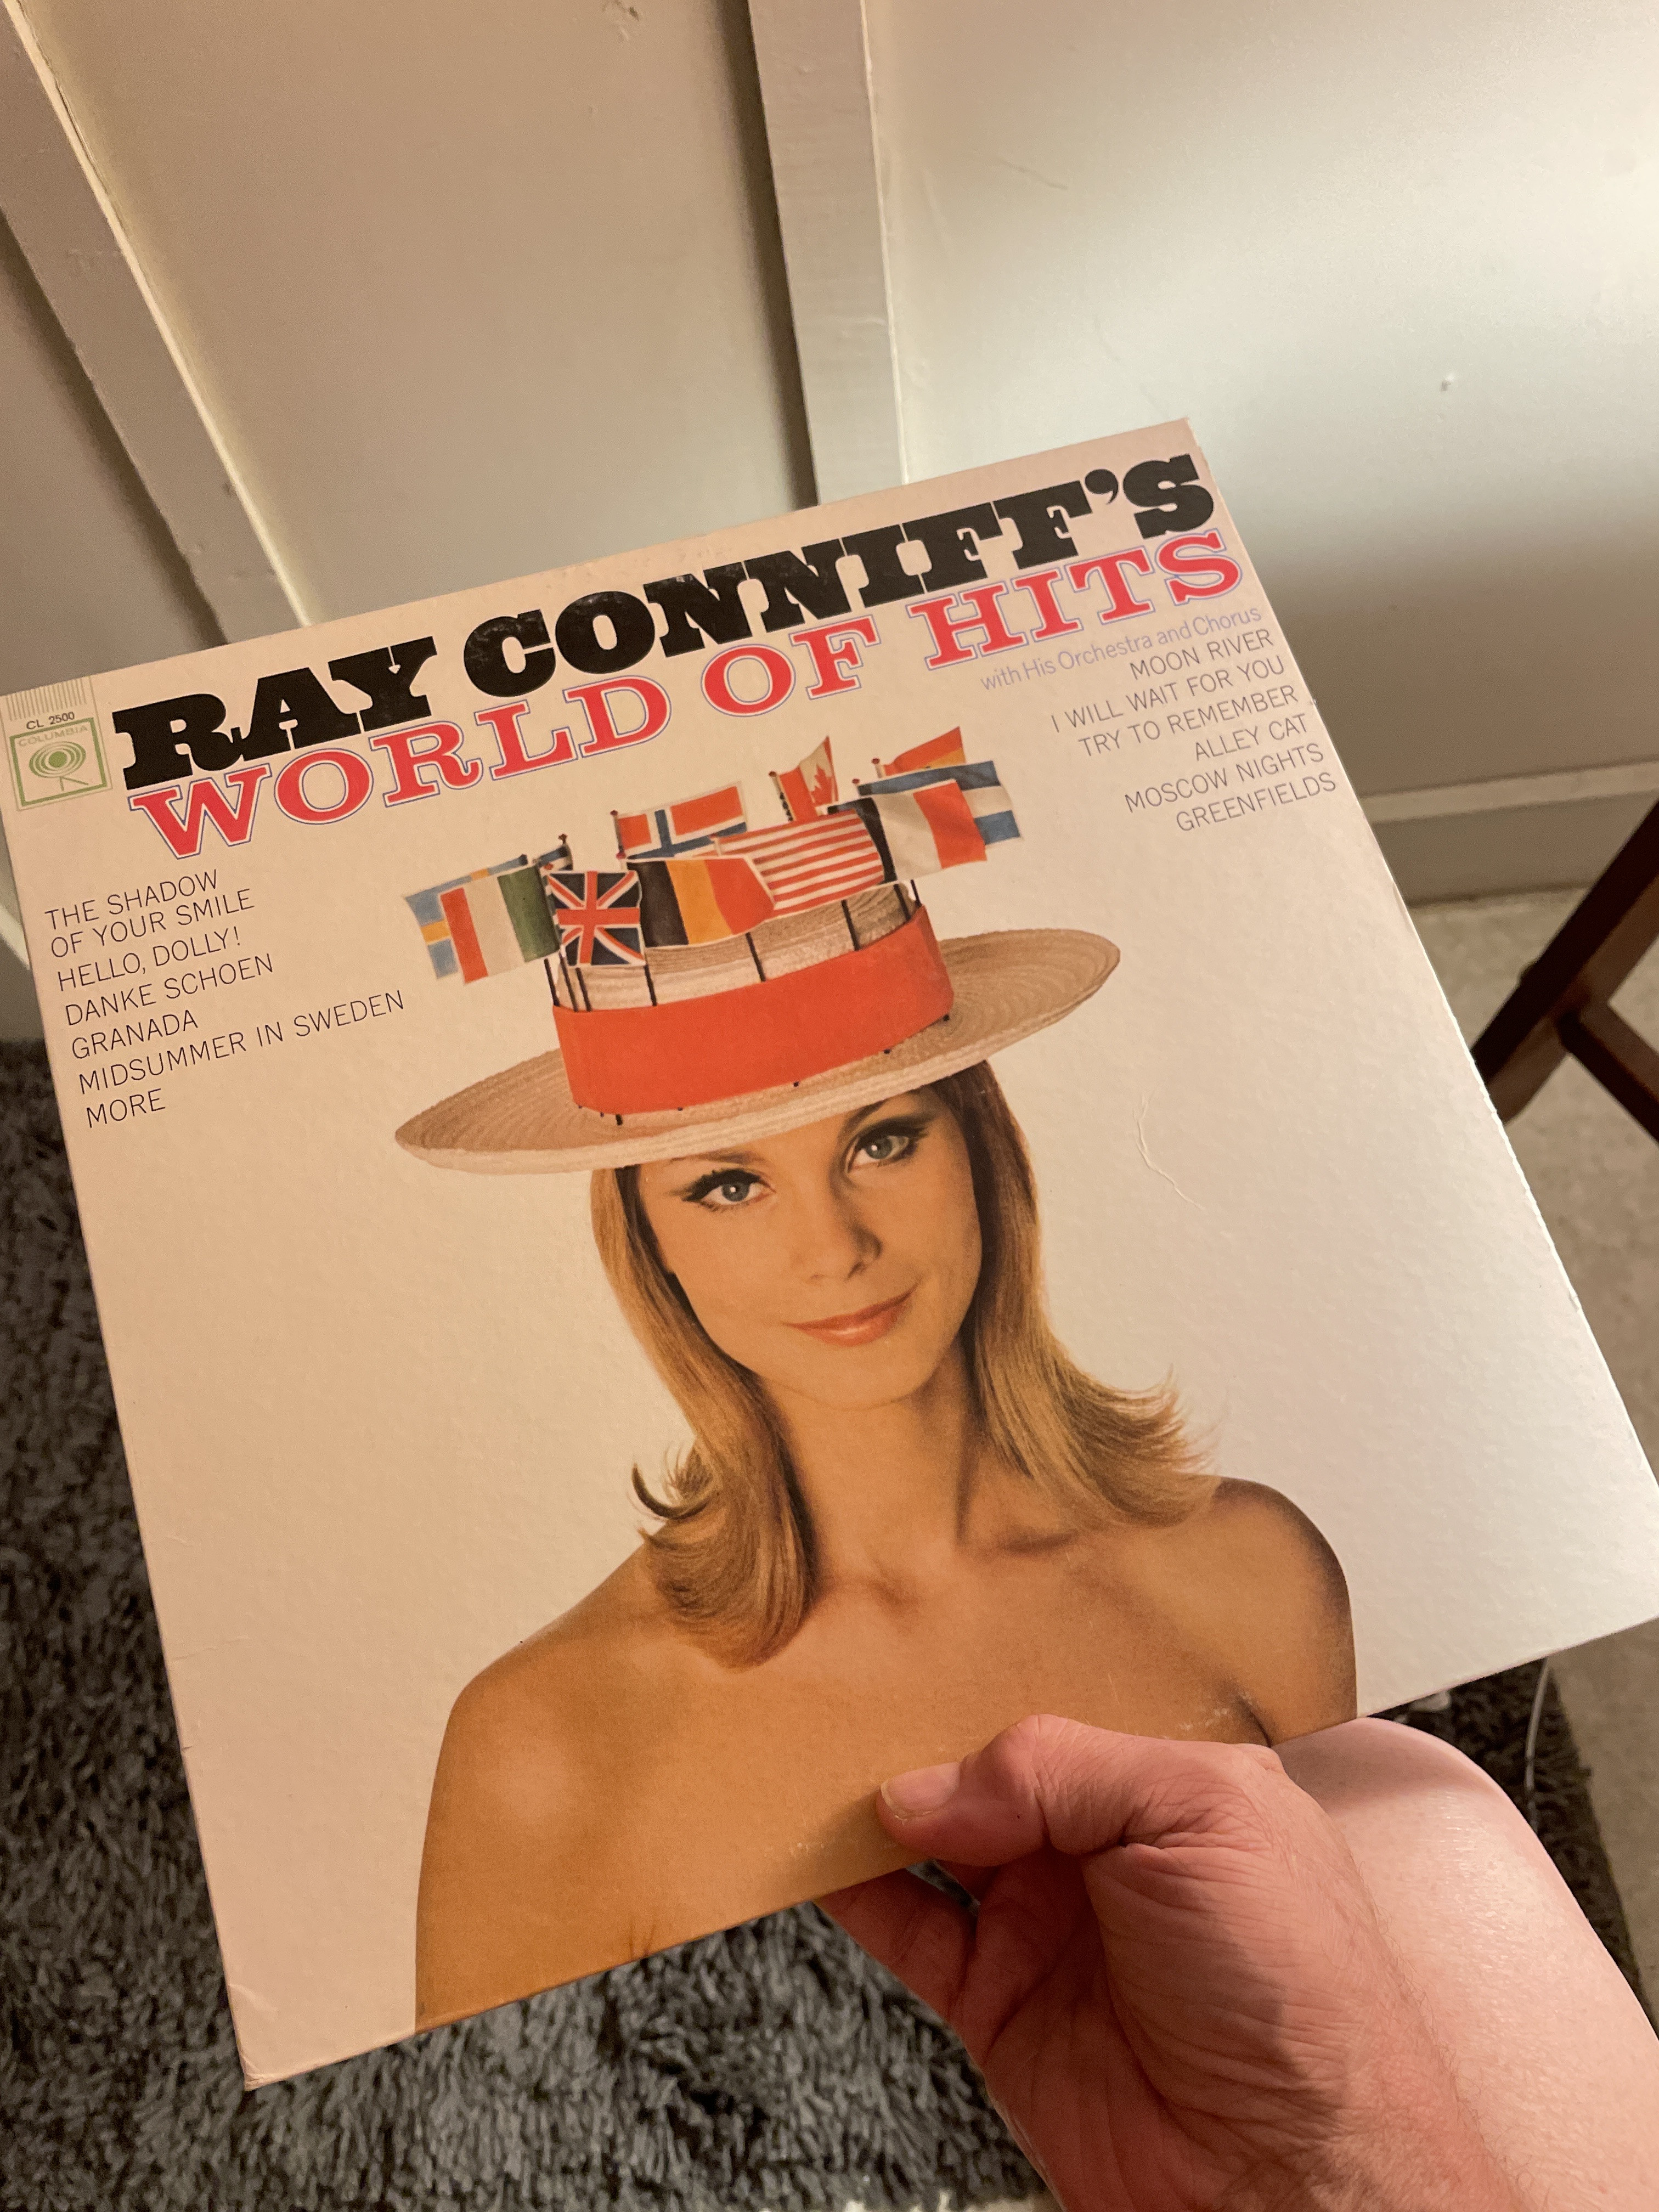 RAY CONNIFF'S
WORLD OF HITS
with His Orchestra and Chorus
CL 2500
COLUMBIA
MOON RIVER
I WILL WAIT FOR YOU
TRY TO REMEMBER
ALLEY CAT
MOSCOW NIGHTS
GREENFIELDS
THE SHADOW
OF YOUR SMILE
HELLO, DOLLY!
DANKE SCHOEN
GRANADA
MIDSUMMER IN SWEDEN
MORE